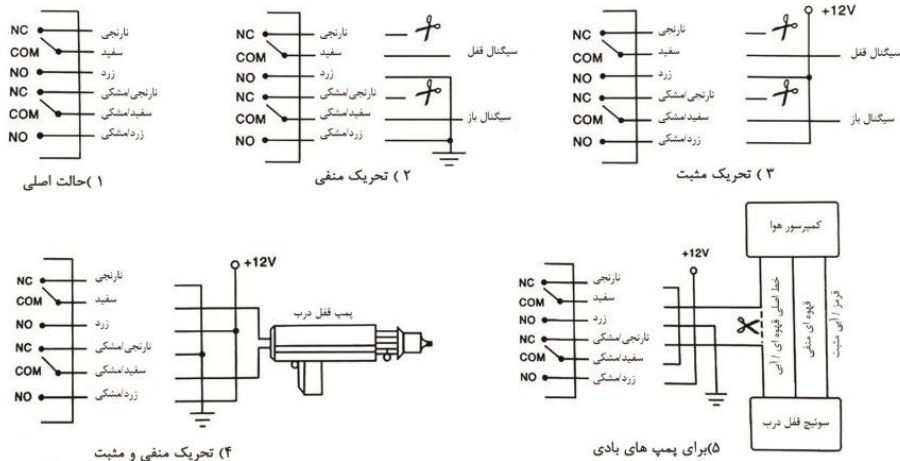 NC نارنجی
COM سفید
NO زرد
NC نارنجی/مشکی
COM سفید/مشکی
NO زرد/مشکی
۱ )حالت اصلی
NC نارنجی
COM سفید سیگنال قفل
NO زرد
NC نارنجی/مشکی
COM سفید/مشکی سیگنال باز
NO زرد/مشکی
۲ ) تحریک منفی
+12V
NC نارنجی
COM سفید سیگنال قفل
NO زرد
NC نارنجی/مشکی
COM سفید/مشکی سیگنال باز
NO زرد/مشکی
۳ ) تحریک مثبت
+12V
NC نارنجی
COM سفید
پمپ قفل درب
NO زرد
NC نارنجی/مشکی
COM سفید/مشکی
NO زرد/مشکی
۴) تحریک منفی و مثبت
کمپرسور هوا
+12V
NC نارنجی
COM سفید
NO زرد
NC نارنجی/مشکی
COM سفید/مشکی
NO زرد/مشکی
خط اصلی قهوه ای / آبی
قهوه ای منفی
قرمز / آبی مثبت
سوئیچ قفل درب
۵)برای پمپ های بادی